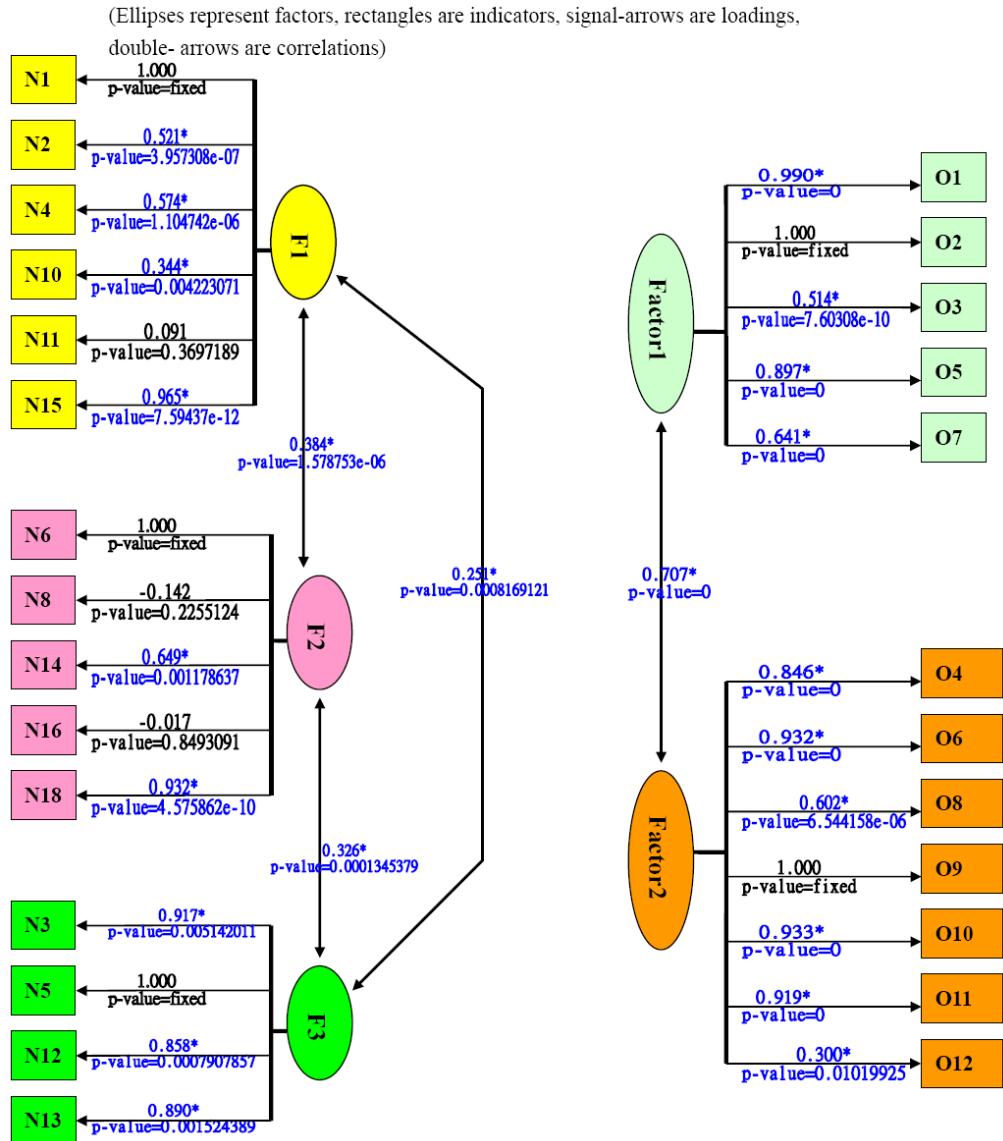 (Ellipses represent factors, rectangles are indicators, signal-arrows are loadings,
double- arrows are correlations)
N1
1.000
p-value=fixed
N2
0.521*
p-value=3.957308e-07
N4
0.574*
p-value=1.104742e-06
N10
0.344*
p-value=0.004223071
N11
0.091
p-value=0.3697189
N15
0.965*
p-value=7.59437e-12
F1
0.384*
p-value=1.578753e-06
N6
1.000
p-value=fixed
N8
-0.142
p-value=0.2255124
N14
0.649*
p-value=0.001178637
N16
-0.017
p-value=0.8493091
N18
0.932*
p-value=4.575862e-10
F2
0.251*
p-value=0.0008169121
0.326*
p-value=0.0001345379
N3
0.917*
p-value=0.005142011
N5
1.000
p-value=fixed
N12
0.858*
p-value=0.0007907857
N13
0.890*
p-value=0.001524389
F3
Factor1
0.990*
p-value=0
O1
1.000
p-value=fixed
O2
0.514*
p-value=7.60308e-10
O3
0.897*
p-value=0
O5
0.641*
p-value=0
O7
0.707*
p-value=0
Factor2
0.846*
p-value=0
O4
0.932*
p-value=0
O6
0.602*
p-value=6.544158e-06
O8
1.000
p-value=fixed
O9
0.933*
p-value=0
O10
0.919*
p-value=0
O11
0.300*
p-value=0.01019925
O12